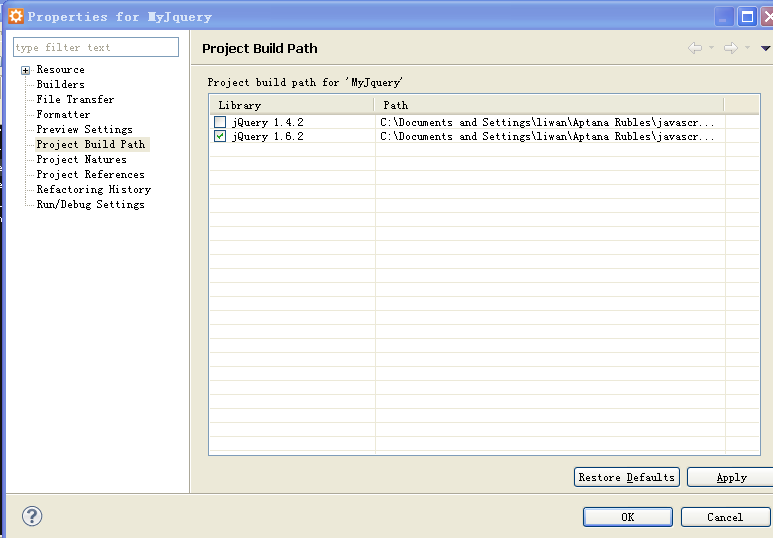 Properties for MyJquery
type filter text
Resource
Builders
File Transfer
Formatter
Preview Settings
Project Build Path
Project Natures
Project References
Refactoring History
Run/Debug Settings
Project Build Path
Project build path for 'MyJquery'
Library Path
jQuery 1.4.2 C:\Documents and Settings\liwan\Aptana Rubles\javascr...
jQuery 1.6.2 C:\Documents and Settings\liwan\Aptana Rubles\javascr...
Restore Defaults Apply
? OK Cancel